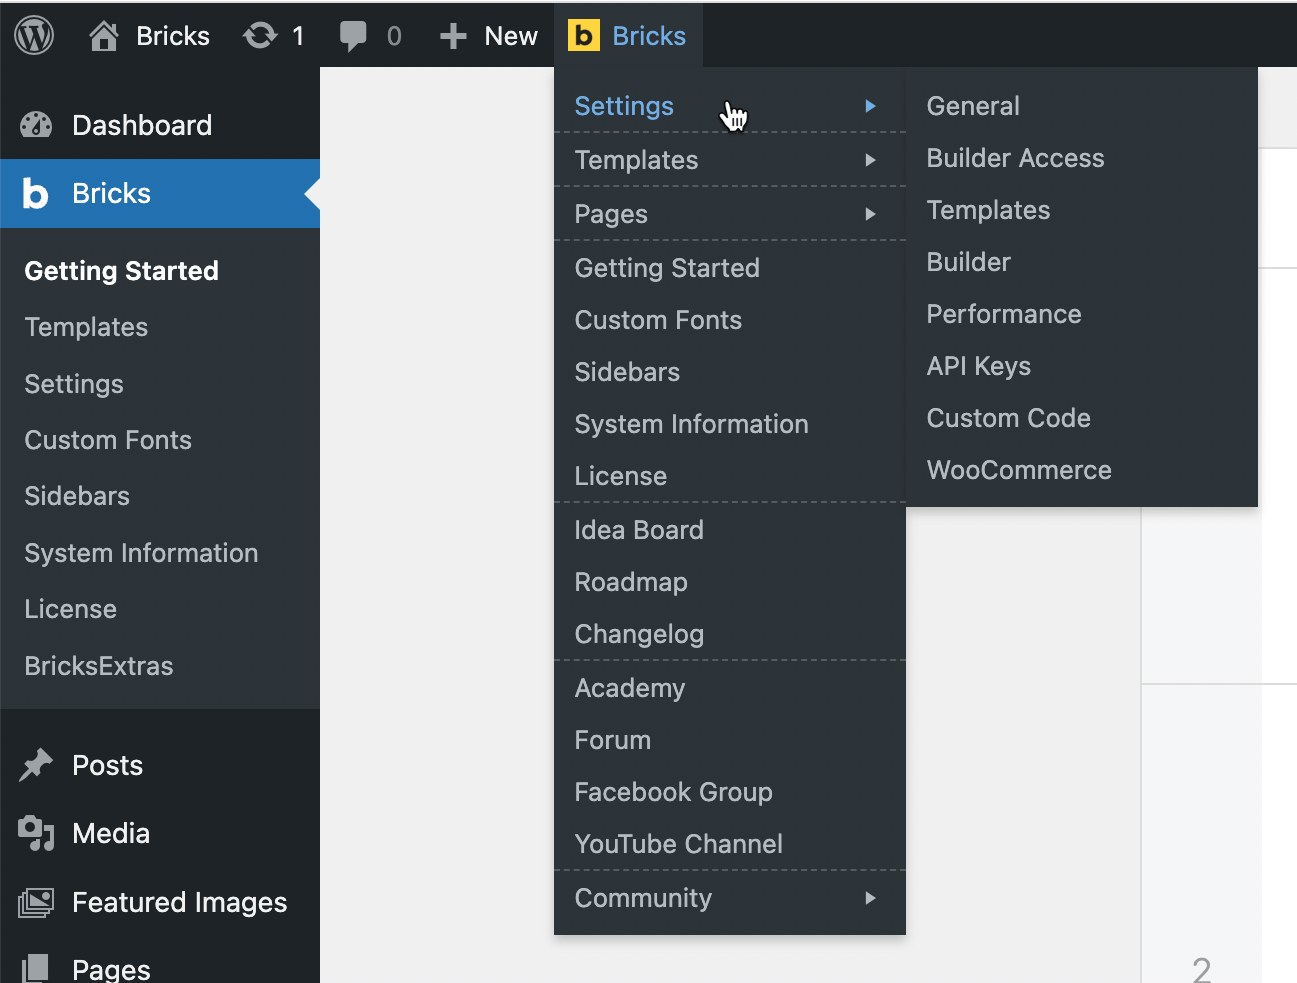 Bricks 1 0 New b Bricks
Dashboard
b Bricks
Getting Started
Templates
Settings
Custom Fonts
Sidebars
System Information
License
BricksExtras
Posts
Media
Featured Images
Pages
Settings
Templates
Pages
Getting Started
Custom Fonts
Sidebars
System Information
License
Idea Board
Roadmap
Changelog
Academy
Forum
Facebook Group
YouTube Channel
Community
General
Builder Access
Templates
Builder
Performance
API Keys
Custom Code
WooCommerce
2